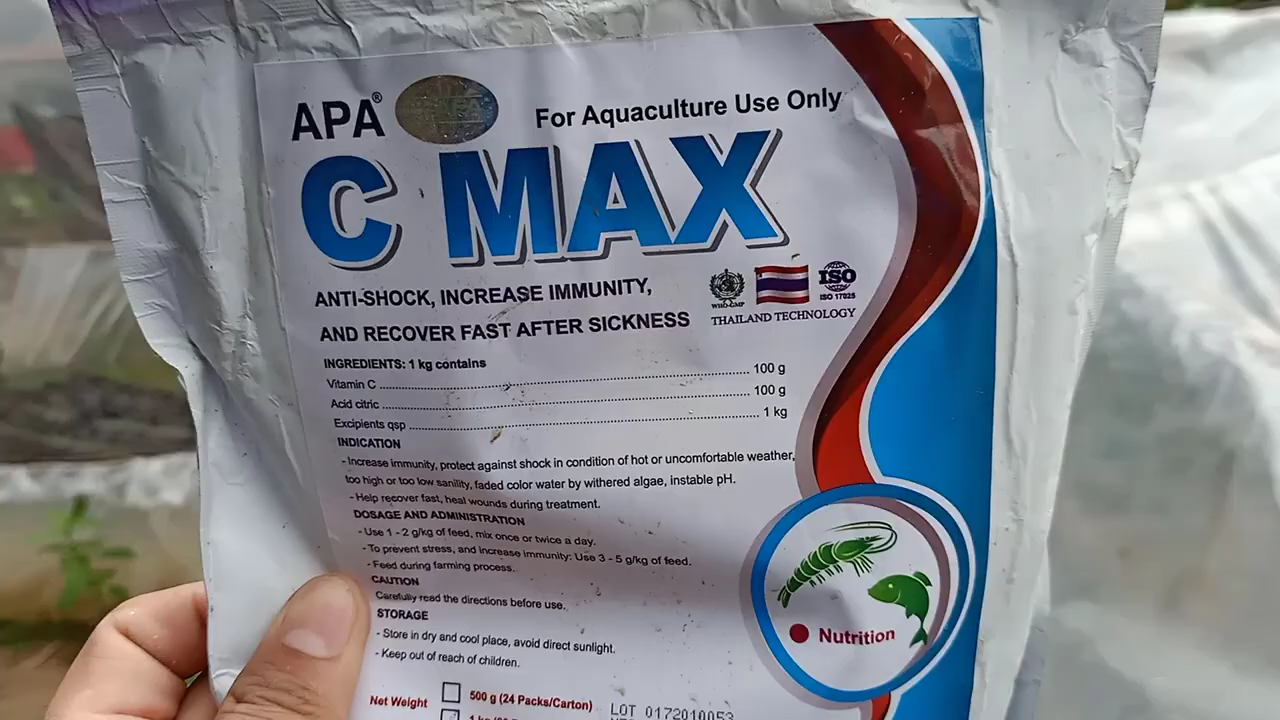 APA®
For Aquaculture Use Only
C MAX
ANTI-SHOCK, INCREASE IMMUNITY,
AND RECOVER FAST AFTER SICKNESS
WHO-GMP
ISO
ISO 17025
THAILAND TECHNOLOGY
INGREDIENTS: 1 kg contains
Vitamin C ........ 100 g
Acid citric ........ 100 g
Excipients qsp ........ 1 kg
INDICATION
- Increase immunity, protect against shock in condition of hot or uncomfortable weather,
too high or too low sanility, faded color water by withered algae, instable pH.
- Help recover fast, heal wounds during treatment.
DOSAGE AND ADMINISTRATION
- Use 1 - 2 g/kg of feed, mix once or twice a day.
- To prevent stress, and increase immunity: Use 3 - 5 g/kg of feed.
- Feed during farming process.
CAUTION
Carefully read the directions before use.
STORAGE
- Store in dry and cool place, avoid direct sunlight.
- Keep out of reach of children.
Nutrition
Net Weight
500 g (24 Packs/Carton)
LOT 0172010053
1 kg